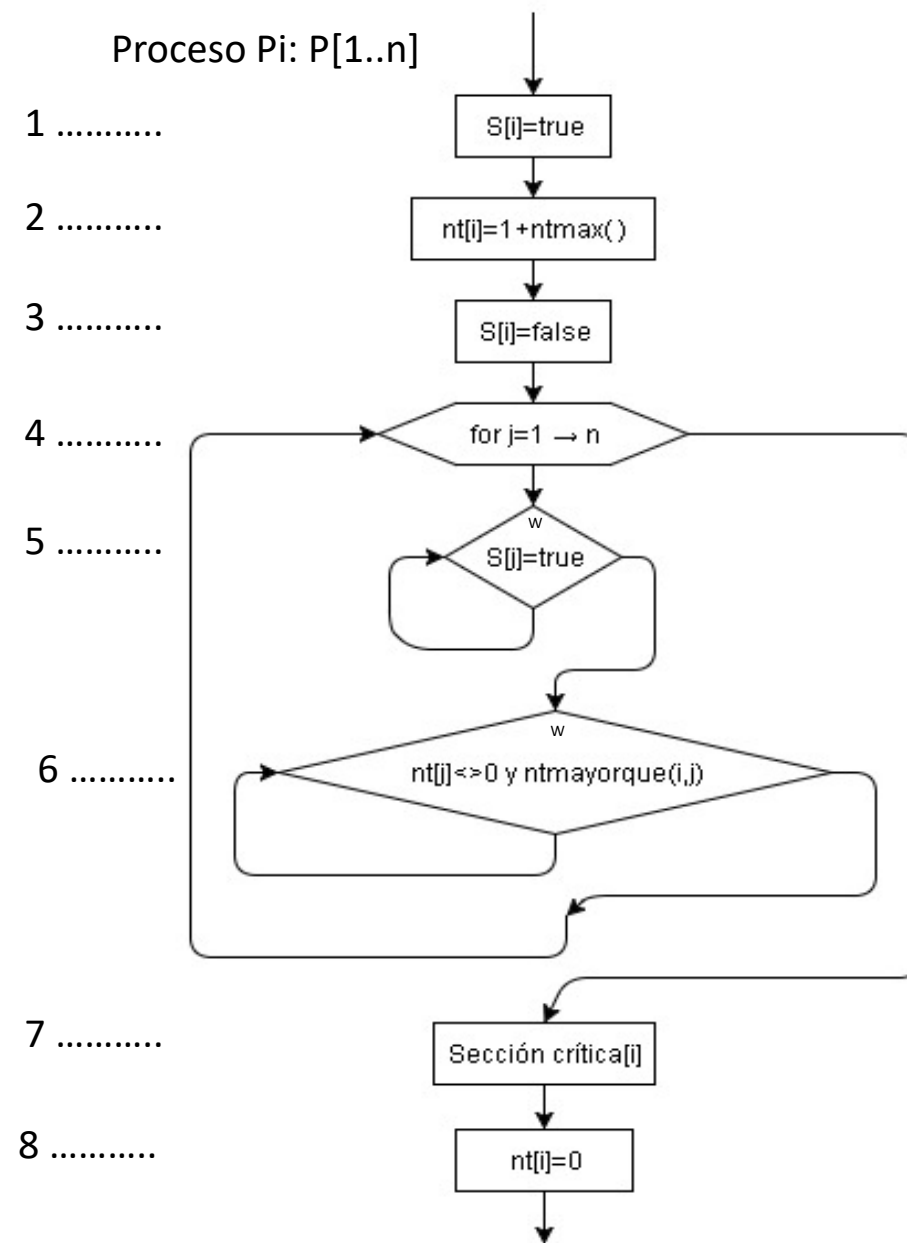 Proceso Pi: P[1..n]
1 ………..
S[i]=true
2 ………..
nt[i]=1+ntmax( )
3 ………..
S[i]=false
4 ………..
for j=1 → n
5 ………..
w
S[j]=true
6 ………..
w
nt[j]<>0 y ntmayorque(i,j)
7 ………..
Sección crítica[i]
8 ………..
nt[i]=0